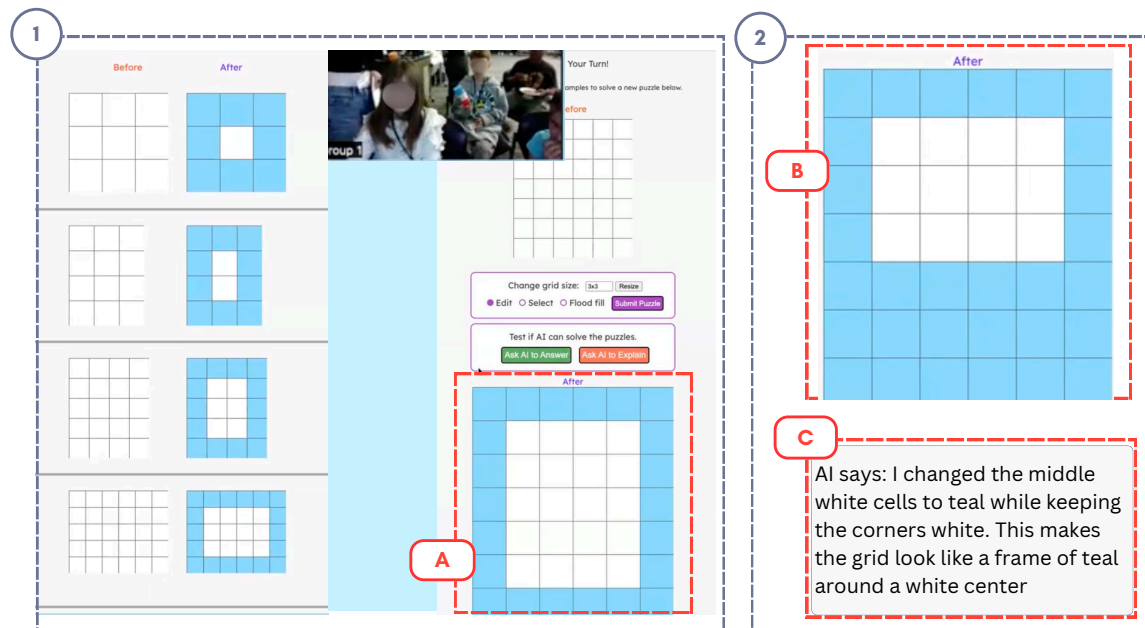 1
Before
After
Your Turn!
amples to solve a new puzzle below.
efore
roup 1
Change grid size: 3x3 Resize
Edit Select Flood fill Submit Puzzle
Test if AI can solve the puzzles.
Ask AI to Answer Ask AI to Explain
After
A
2
After
B
C
AI says: I changed the middle
white cells to teal while keeping
the corners white. This makes
the grid look like a frame of teal
around a white center